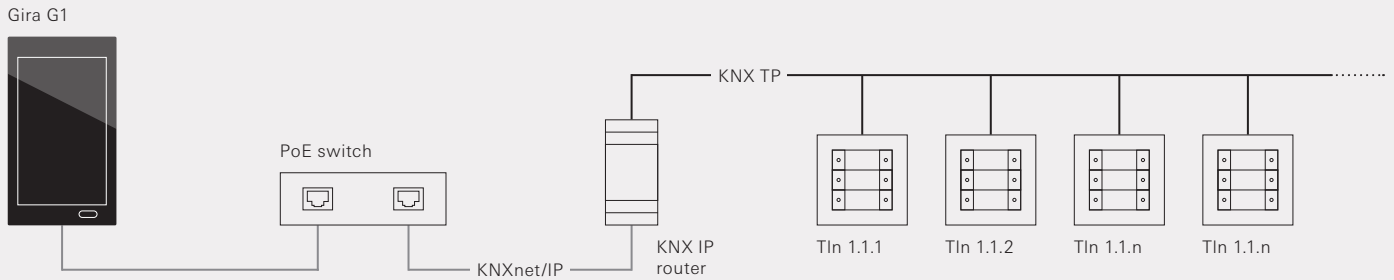 Gira G1
KNX TP
PoE switch
KNX IP
router
KNXnet/IP
Tln 1.1.1
Tln 1.1.2
Tln 1.1.n
Tln 1.1.n